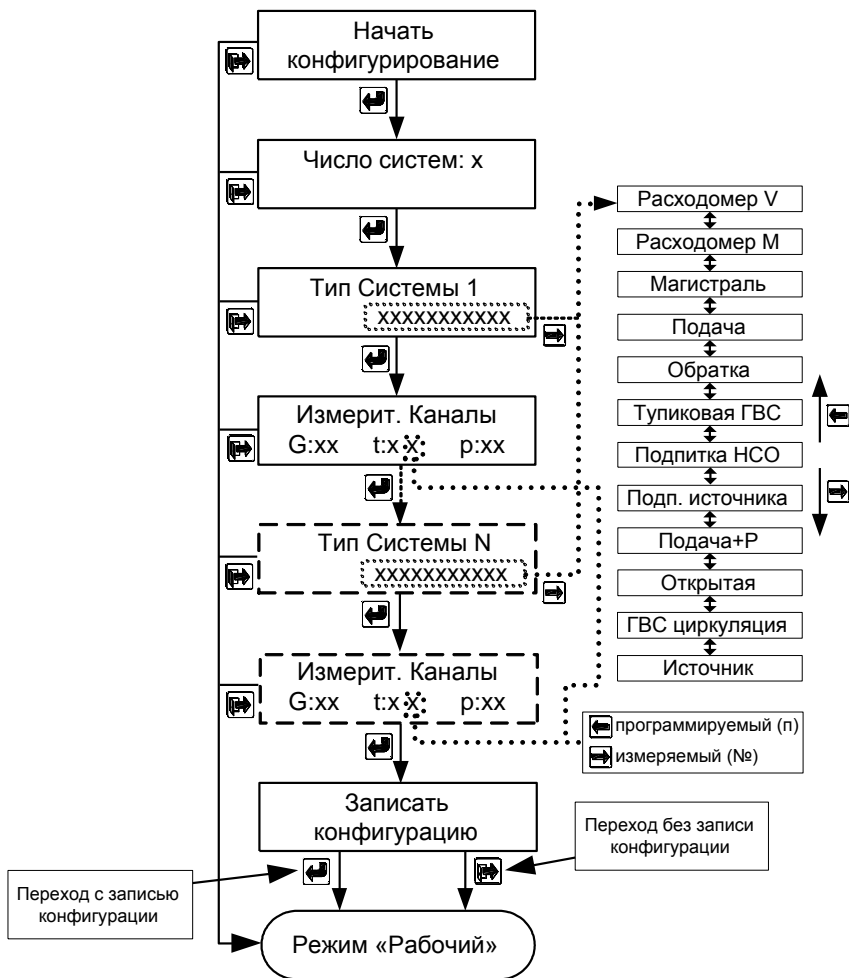 Начать
конфигурирование
Число систем: x
Тип Системы 1
xxxxxxxxxxx
Измерит. Каналы
G:xx t:x x p:xx
Тип Системы N
xxxxxxxxxxx
Измерит. Каналы
G:xx t:x x p:xx
Записать
конфигурацию
Режим «Рабочий»
Расходомер V
Расходомер M
Магистраль
Подача
Обратка
Тупиковая ГВС
Подпитка НСО
Подп. источника
Подача+Р
Открытая
ГВС циркуляция
Источник
программируемый (п)
измеряемый (№)
Переход без записи
конфигурации
Переход с записью
конфигурации